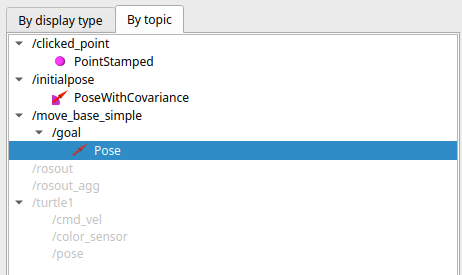 By display type By topic
/clicked_point
PointStamped
/initialpose
PoseWithCovariance
/move_base_simple
/goal
Pose
/rosout
/rosout_agg
/turtle1
/cmd_vel
/color_sensor
/pose